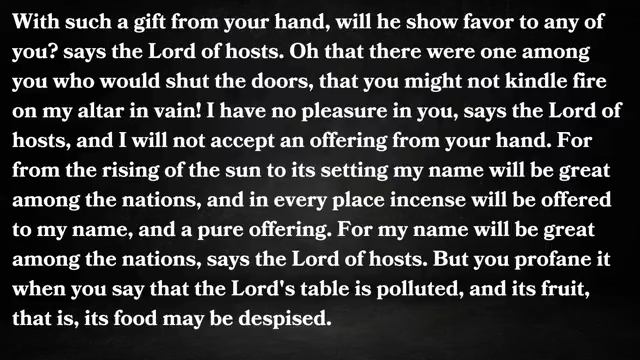 With such a gift from your hand, will he show favor to any of
you? says the Lord of hosts. Oh that there were one among
you who would shut the doors, that you might not kindle fire
on my altar in vain! I have no pleasure in you, says the Lord of
hosts, and I will not accept an offering from your hand. For
from the rising of the sun to its setting my name will be great
among the nations, and in every place incense will be offered
to my name, and a pure offering. For my name will be great
among the nations, says the Lord of hosts. But you profane it
when you say that the Lord's table is polluted, and its fruit,
that is, its food may be despised.